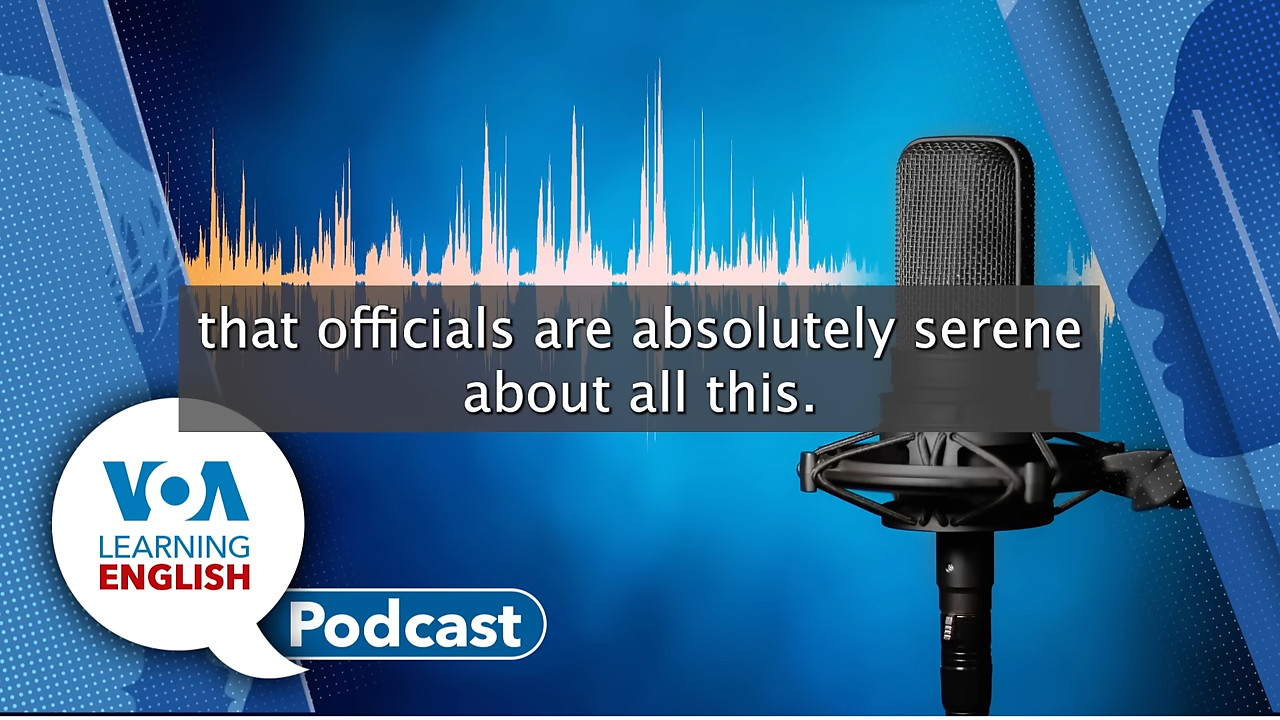 that officials are absolutely serene
about all this.
VOA
LEARNING
ENGLISH
Podcast